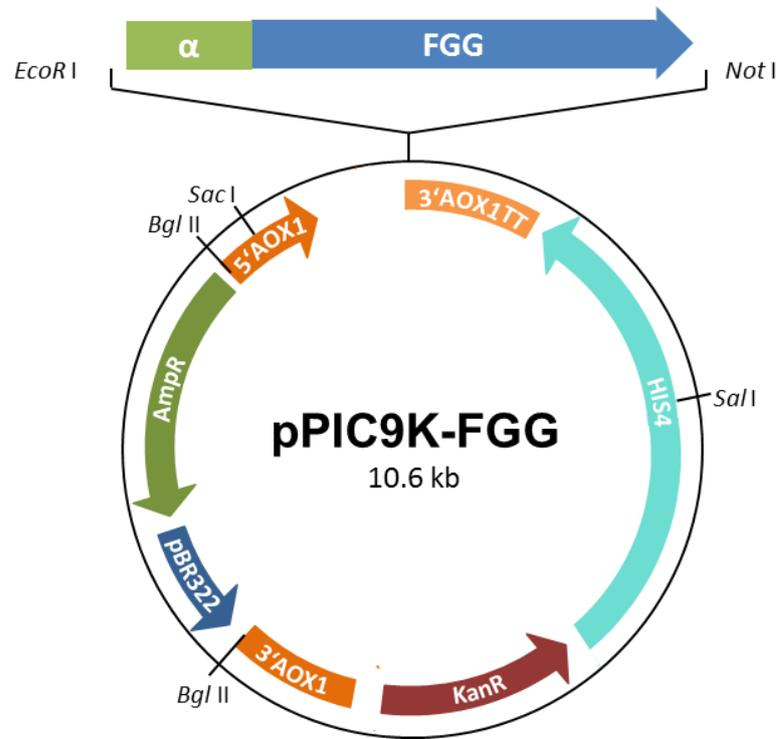 α FGG
EcoR I Not I
3‘AOX1TT
Sac I
Bgl II
5‘AOX1
AmpR
HIS4
Sal I
pPIC9K-FGG
10.6 kb
pBR322
3‘AOX1
KanR
Bgl II